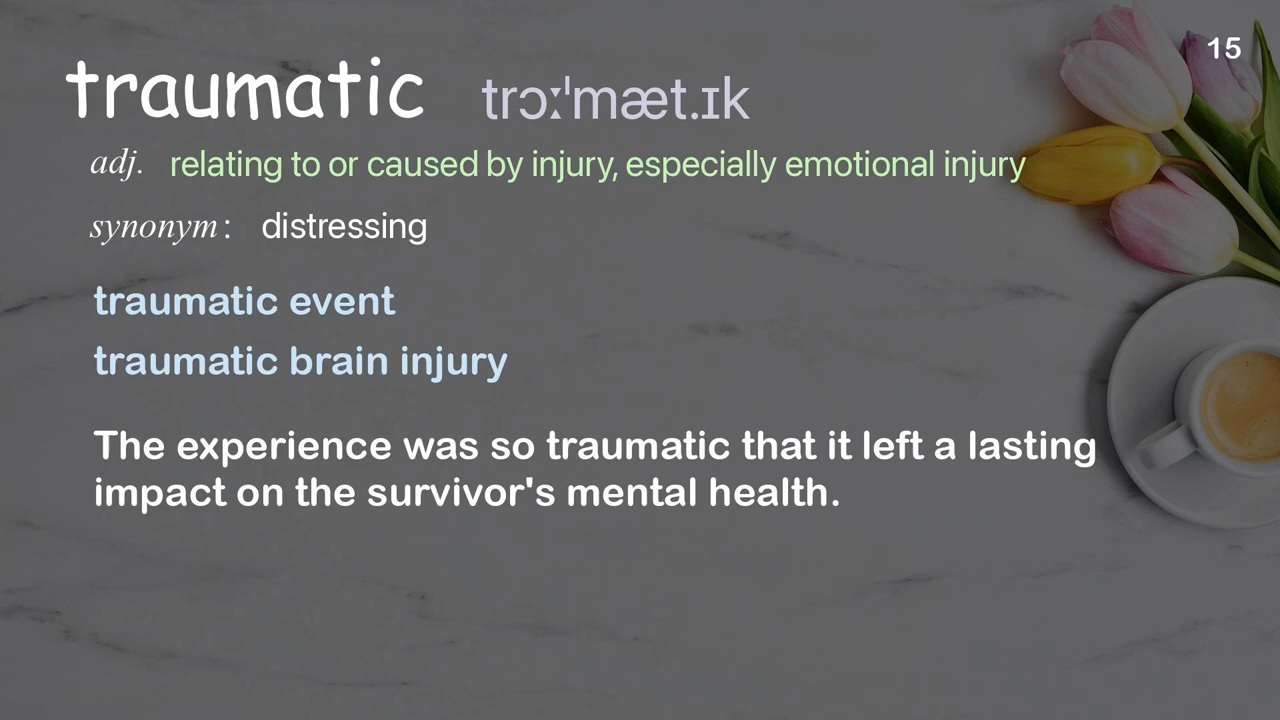 15
traumatic trɔːˈmæt.ɪk
adj. relating to or caused by injury, especially emotional injury
synonym: distressing
traumatic event
traumatic brain injury
The experience was so traumatic that it left a lasting
impact on the survivor's mental health.